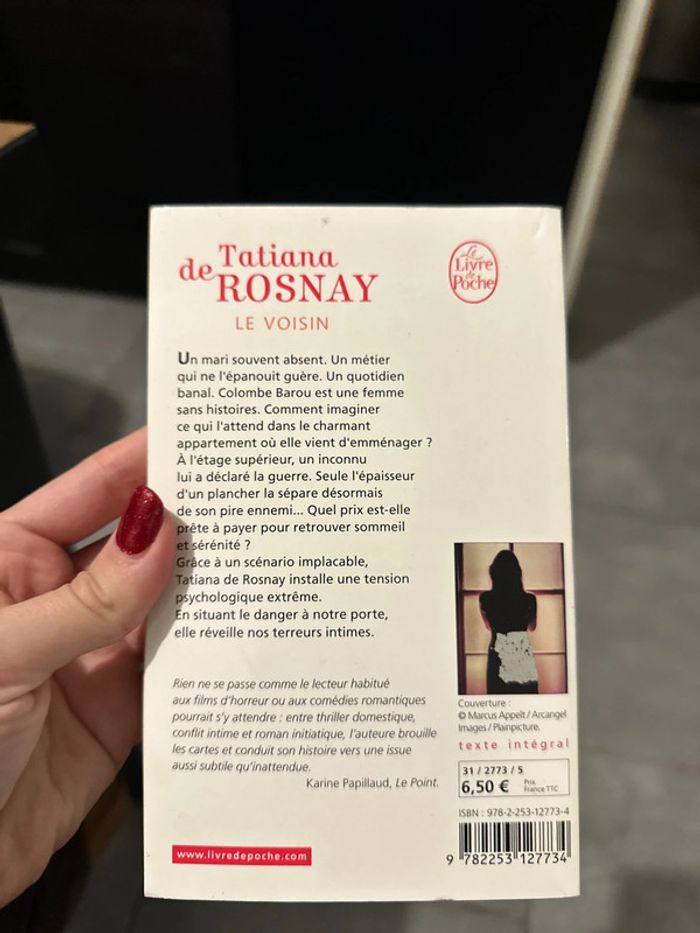 Tatiana
de ROSNAY
LE VOISIN
Le
Livre
de
Poche
Un mari souvent absent. Un métier
qui ne l'épanouit guère. Un quotidien
banal. Colombe Barou est une femme
sans histoires. Comment imaginer
ce qui l'attend dans le charmant
appartement où elle vient d'emménager ?
À l'étage supérieur, un inconnu
lui a déclaré la guerre. Seule l'épaisseur
d'un plancher la sépare désormais
de son pire ennemi... Quel prix est-elle
prête à payer pour retrouver sommeil
et sérénité ?
Grâce à un scénario implacable,
Tatiana de Rosnay installe une tension
psychologique extrême.
En situant le danger à notre porte,
elle réveille nos terreurs intimes.
Rien ne se passe comme le lecteur habitué
aux films d'horreur ou aux comédies romantiques
pourrait s'y attendre : entre thriller domestique,
conflit intime et roman initiatique, l'auteure brouille
les cartes et conduit son histoire vers une issue
aussi subtile qu'inattendue.
Karine Papillaud, Le Point.
www.livredepoche.com
Couverture :
© Marcus Appelt / Arcangel
Images / Plainpicture.
texte intégral
31 / 2773 / 5
6,50 € Prix
France TTC
ISBN : 978-2-253-12773-4
9 782253 127734